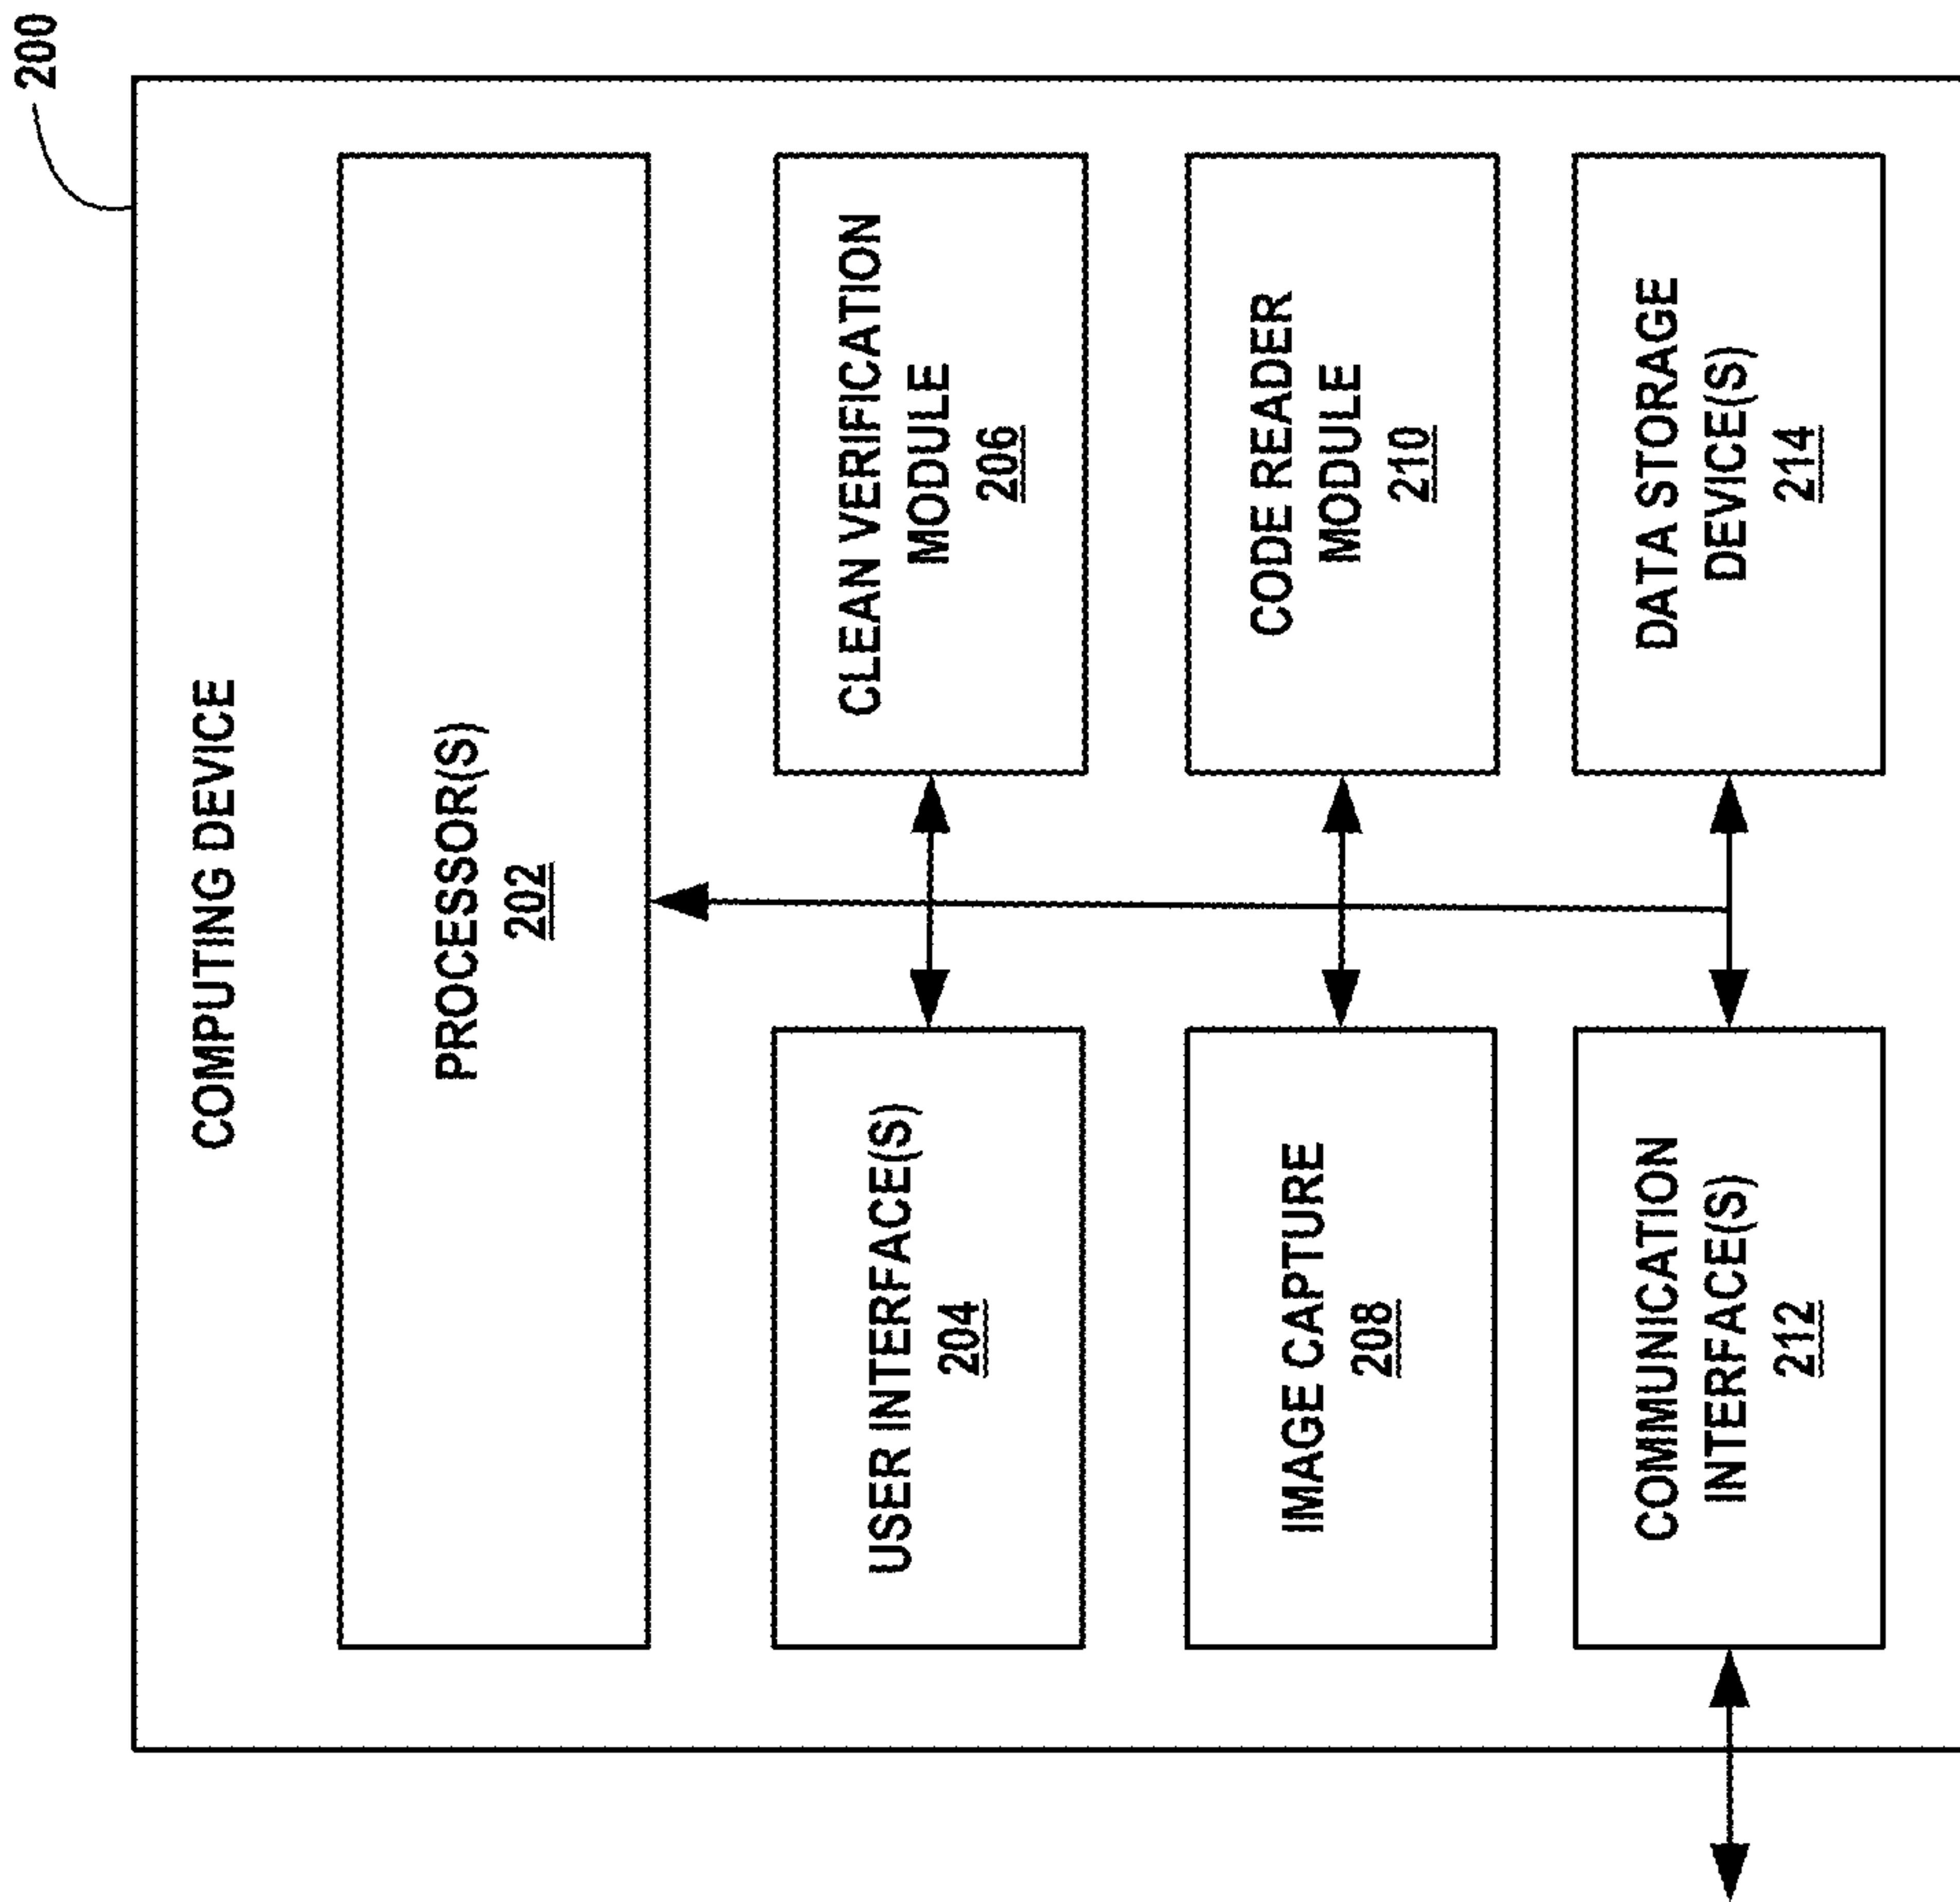 200
COMPUTING DEVICE
PROCESSOR(S)
202
USER INTERFACE(S)
204
CLEAN VERIFICATION
MODULE
206
IMAGE CAPTURE
208
CODE READER
MODULE
210
COMMUNICATION
INTERFACE(S)
212
DATA STORAGE
DEVICE(S)
214